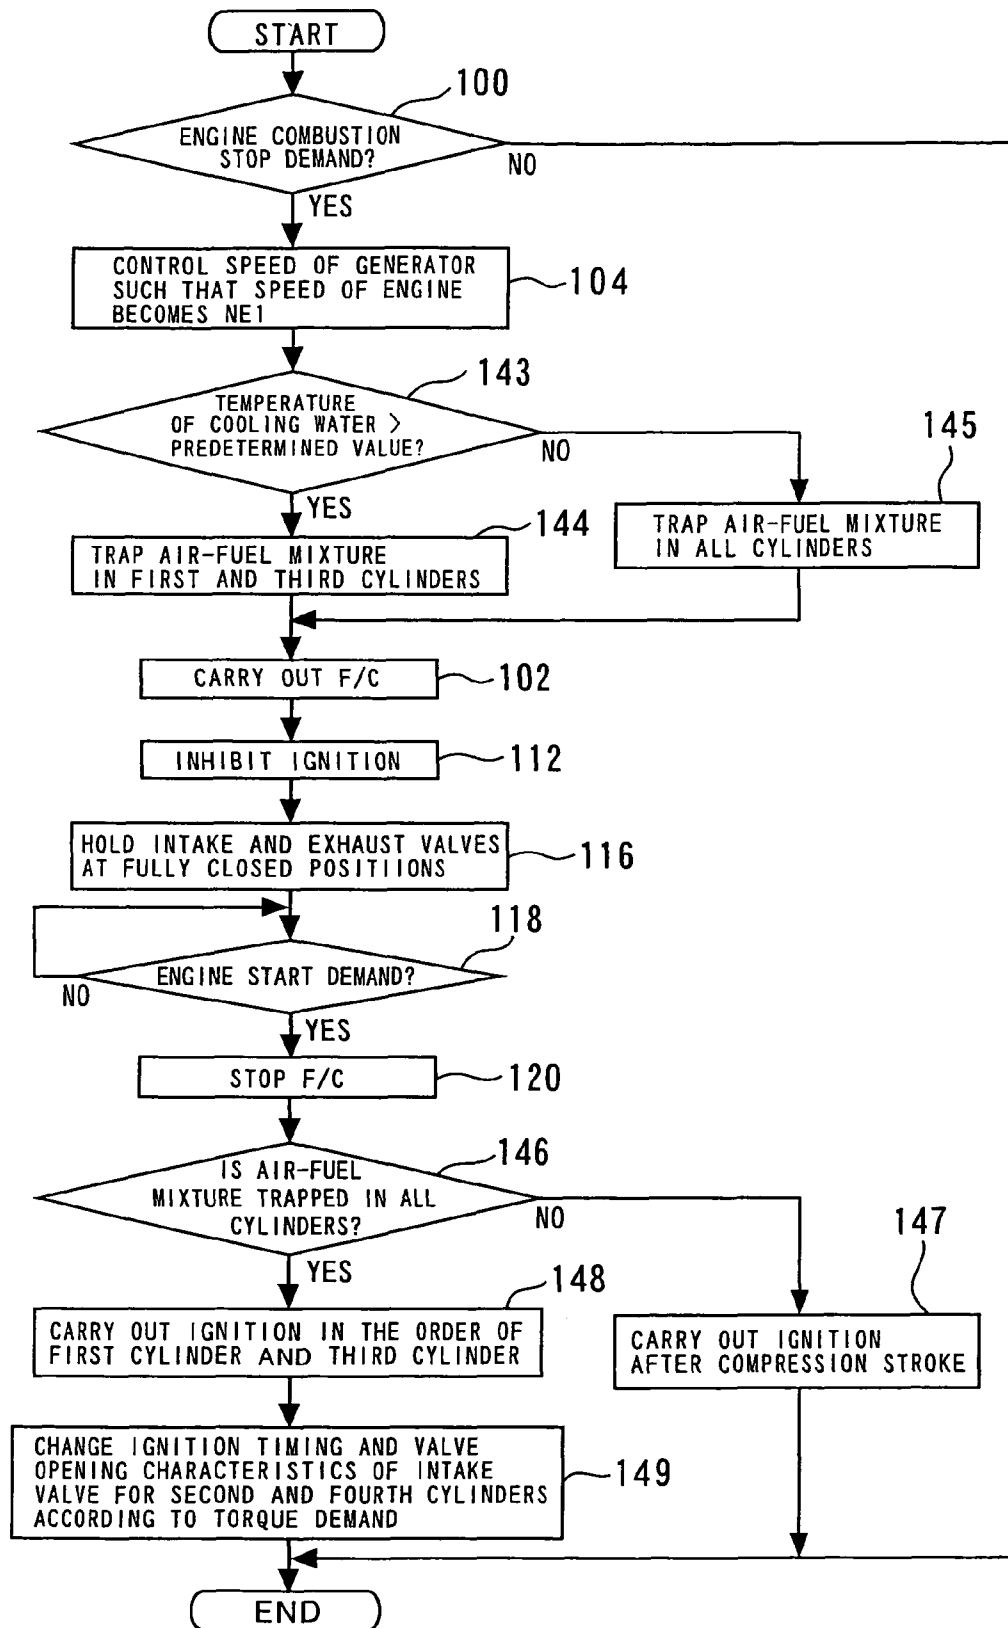 START
100
ENGINE COMBUSTION
STOP DEMAND?
NO
YES
CONTROL SPEED OF GENERATOR
SUCH THAT SPEED OF ENGINE
BECOMES NE1
104
143
TEMPERATURE
OF COOLING WATER >
PREDETERMINED VALUE?
NO
145
YES
144
TRAP AIR-FUEL MIXTURE
IN FIRST AND THIRD CYLINDERS
TRAP AIR-FUEL MIXTURE
IN ALL CYLINDERS
CARRY OUT F/C
102
INHIBIT IGNITION
112
HOLD INTAKE AND EXHAUST VALVES
AT FULLY CLOSED POSITIIONS
116
118
ENGINE START DEMAND?
NO
YES
STOP F/C
120
146
IS AIR-FUEL
MIXTURE TRAPPED IN ALL
CYLINDERS?
NO
147
YES
148
CARRY OUT IGNITION IN THE ORDER OF
FIRST CYLINDER AND THIRD CYLINDER
CARRY OUT IGNITION
AFTER COMPRESSION STROKE
CHANGE IGNITION TIMING AND VALVE
OPENING CHARACTERISTICS OF INTAKE
VALVE FOR SECOND AND FOURTH CYLINDERS
ACCORDING TO TORQUE DEMAND
149
END